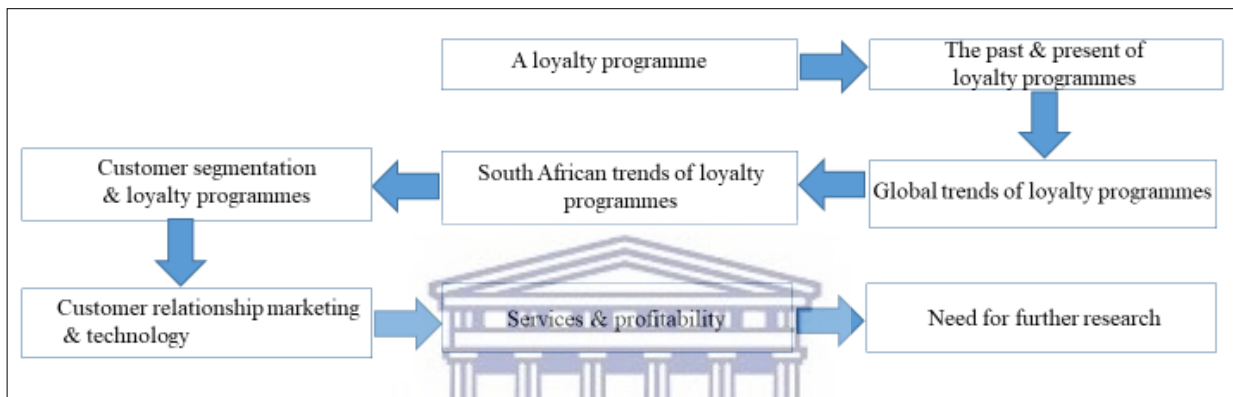 A loyalty programme
The past & present of
loyalty programmes
Global trends of loyalty programmes
South African trends of loyalty
programmes
Customer segmentation
& loyalty programmes
Customer relationship marketing
& technology
Services & profitability
Need for further research